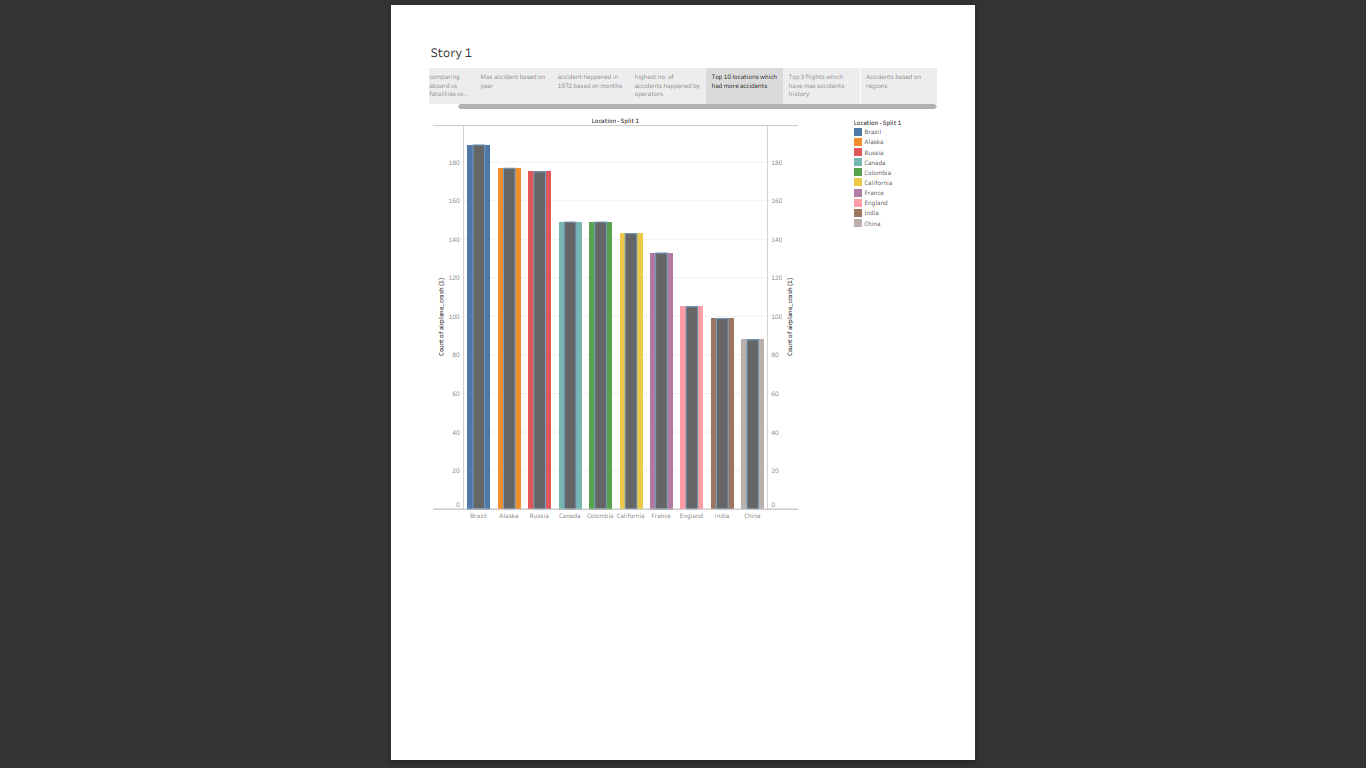 Story 1
comparing
aboard vs
fatalities vs ..
Max accident based on
year
accident happened in
1972 based on months
highest no. of
accidents happened by
operators
Top 10 locations which
had more accidents
Top 3 flights which
have max accidents
history
Accidents based on
regions
Location - Split 1
Count of airplane_crash (1)
180
160
140
120
100
80
60
40
20
0
180
160
140
120
100
80
60
40
20
0
Count of airplane_crash (1)
Brazil Alaska Russia Canada Colombia California France England India China
Location - Split 1
Brazil
Alaska
Russia
Canada
Colombia
California
France
England
India
China